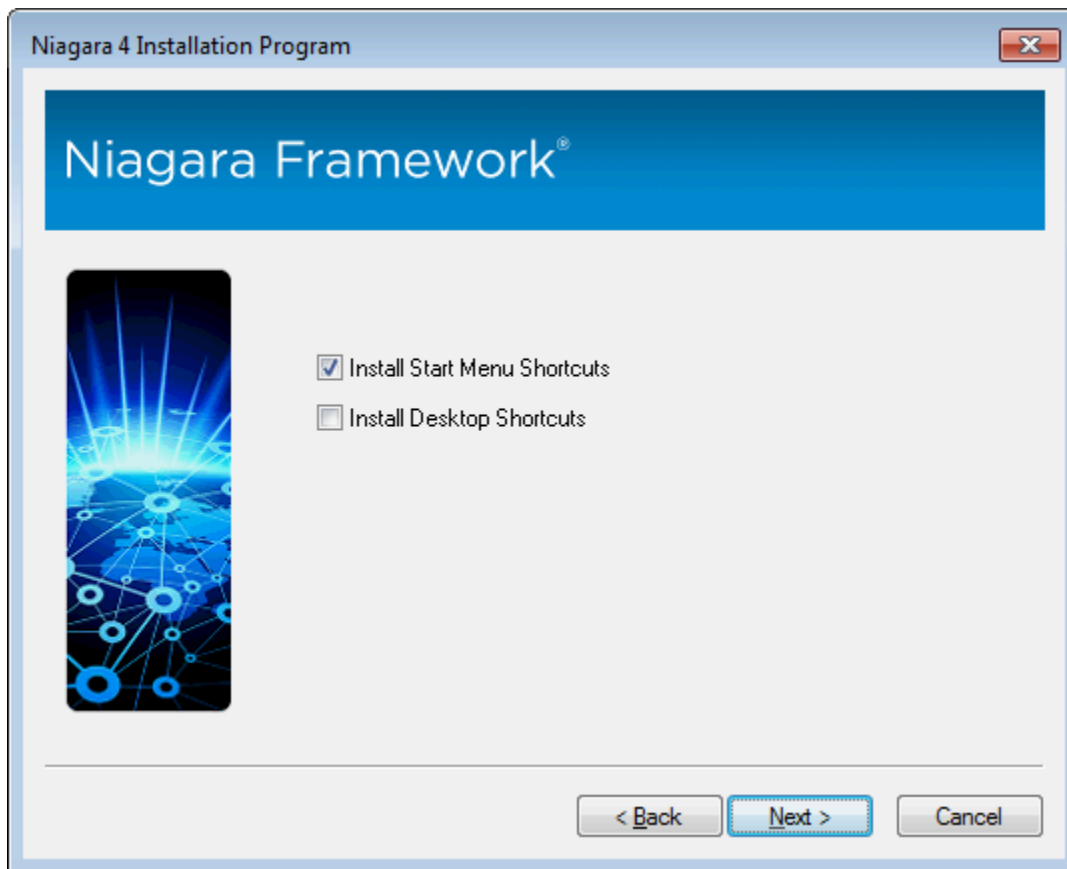 Niagara 4 Installation Program
Niagara Framework®
Install Start Menu Shortcuts
Install Desktop Shortcuts
< Back Next > Cancel